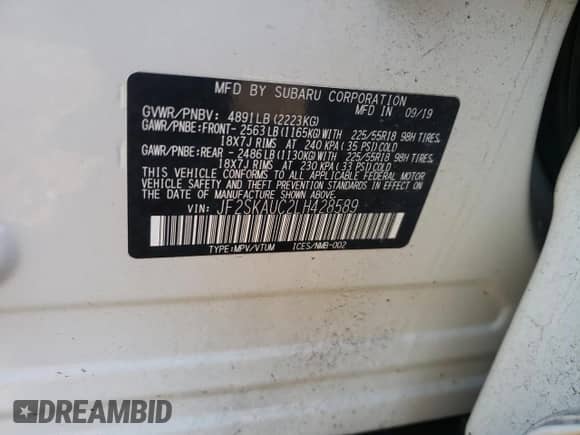 MFD BY SUBARU CORPORATION
MFD IN JAPAN 09/19
GVWR/PNBV: 4891LB (2223KG)
GAWR/PNBE:FRONT- 2563LB (1165KG)WITH 225/55R18 98H TIRES,
18X7J RIMS AT 240 KPA (35 PSI)COLD
GAWR/PNBE:REAR - 2486LB (1130KG)WITH 225/55R18 98H TIRES,
18X7J RIMS AT 230 KPA (33 PSI)COLD
THIS VEHICLE CONFORMS TO ALL APPLICABLE FEDERAL MOTOR
VEHICLE SAFETY AND THEFT PREVENTION STANDARDS IN EFFECT ON THE
DATE OF MANUFACTURE SHOWN ABOVE.
VIN: JF2SKAUC2LH428589
TYPE:MPV/VTUM ICES/NMB-002
DREAMBID